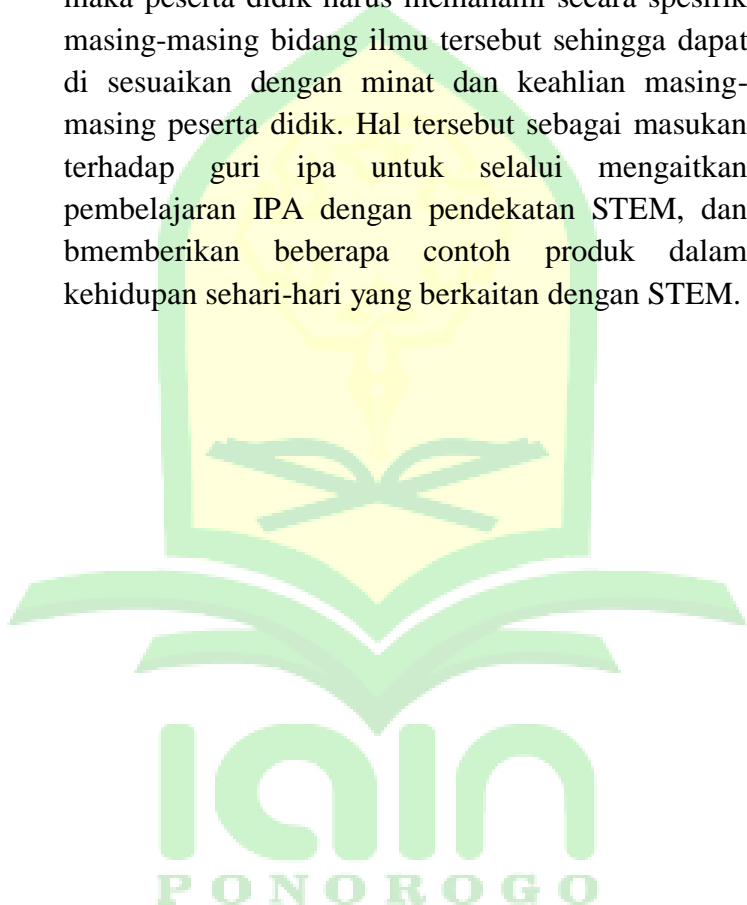 maka peserta didik harus memahami secara spesifik
masing-masing bidang ilmu tersebut sehingga dapat
di sesuaikan dengan minat dan keahlian masing-
masing peserta didik. Hal tersebut sebagai masukan
terhadap guri ipa untuk selalui mengaitkan
pembelajaran IPA dengan pendekatan STEM, dan
bmemberikan beberapa contoh produk dalam
kehidupan sehari-hari yang berkaitan dengan STEM.
iain
PONOROGO